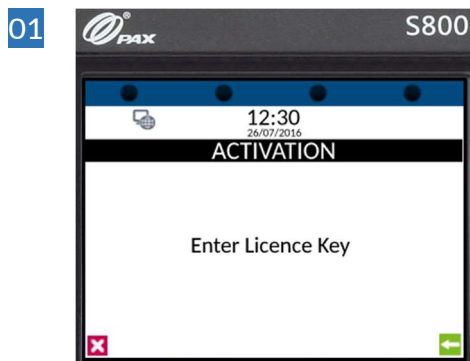 01
PAX
S800
12:30
26/07/2016
ACTIVATION
Enter Licence Key